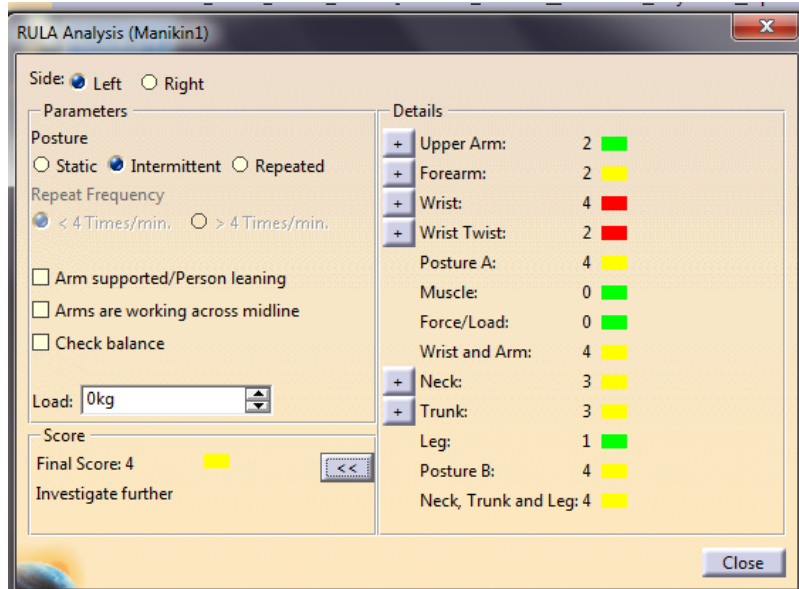 RULA Analysis (Manikin1)
X
Side: Left Right
Parameters
Posture
Static Intermittent Repeated
Repeat Frequency
< 4 Times/min. > 4 Times/min.
Arm supported/Person leaning
Arms are working across midline
Check balance
Load: 0kg
Score
Final Score: 4
<<
Investigate further
Details
+ Upper Arm: 2
+ Forearm: 2
+ Wrist: 4
+ Wrist Twist: 2
Posture A: 4
Muscle: 0
Force/Load: 0
Wrist and Arm: 4
+ Neck: 3
+ Trunk: 3
Leg: 1
Posture B: 4
Neck, Trunk and Leg: 4
Close